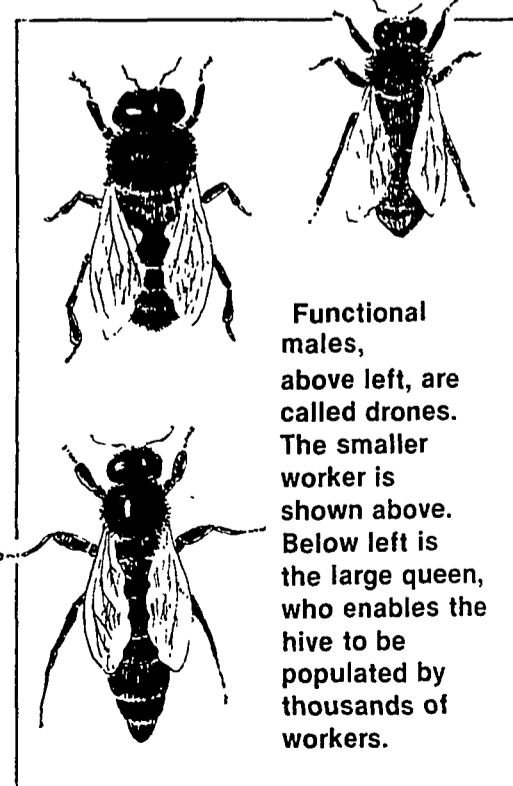 Functional
males,
above left, are
called drones.
The smaller
worker is
shown above.
Below left is
the large queen,
who enables the
hive to be
populated by
thousands of
workers.